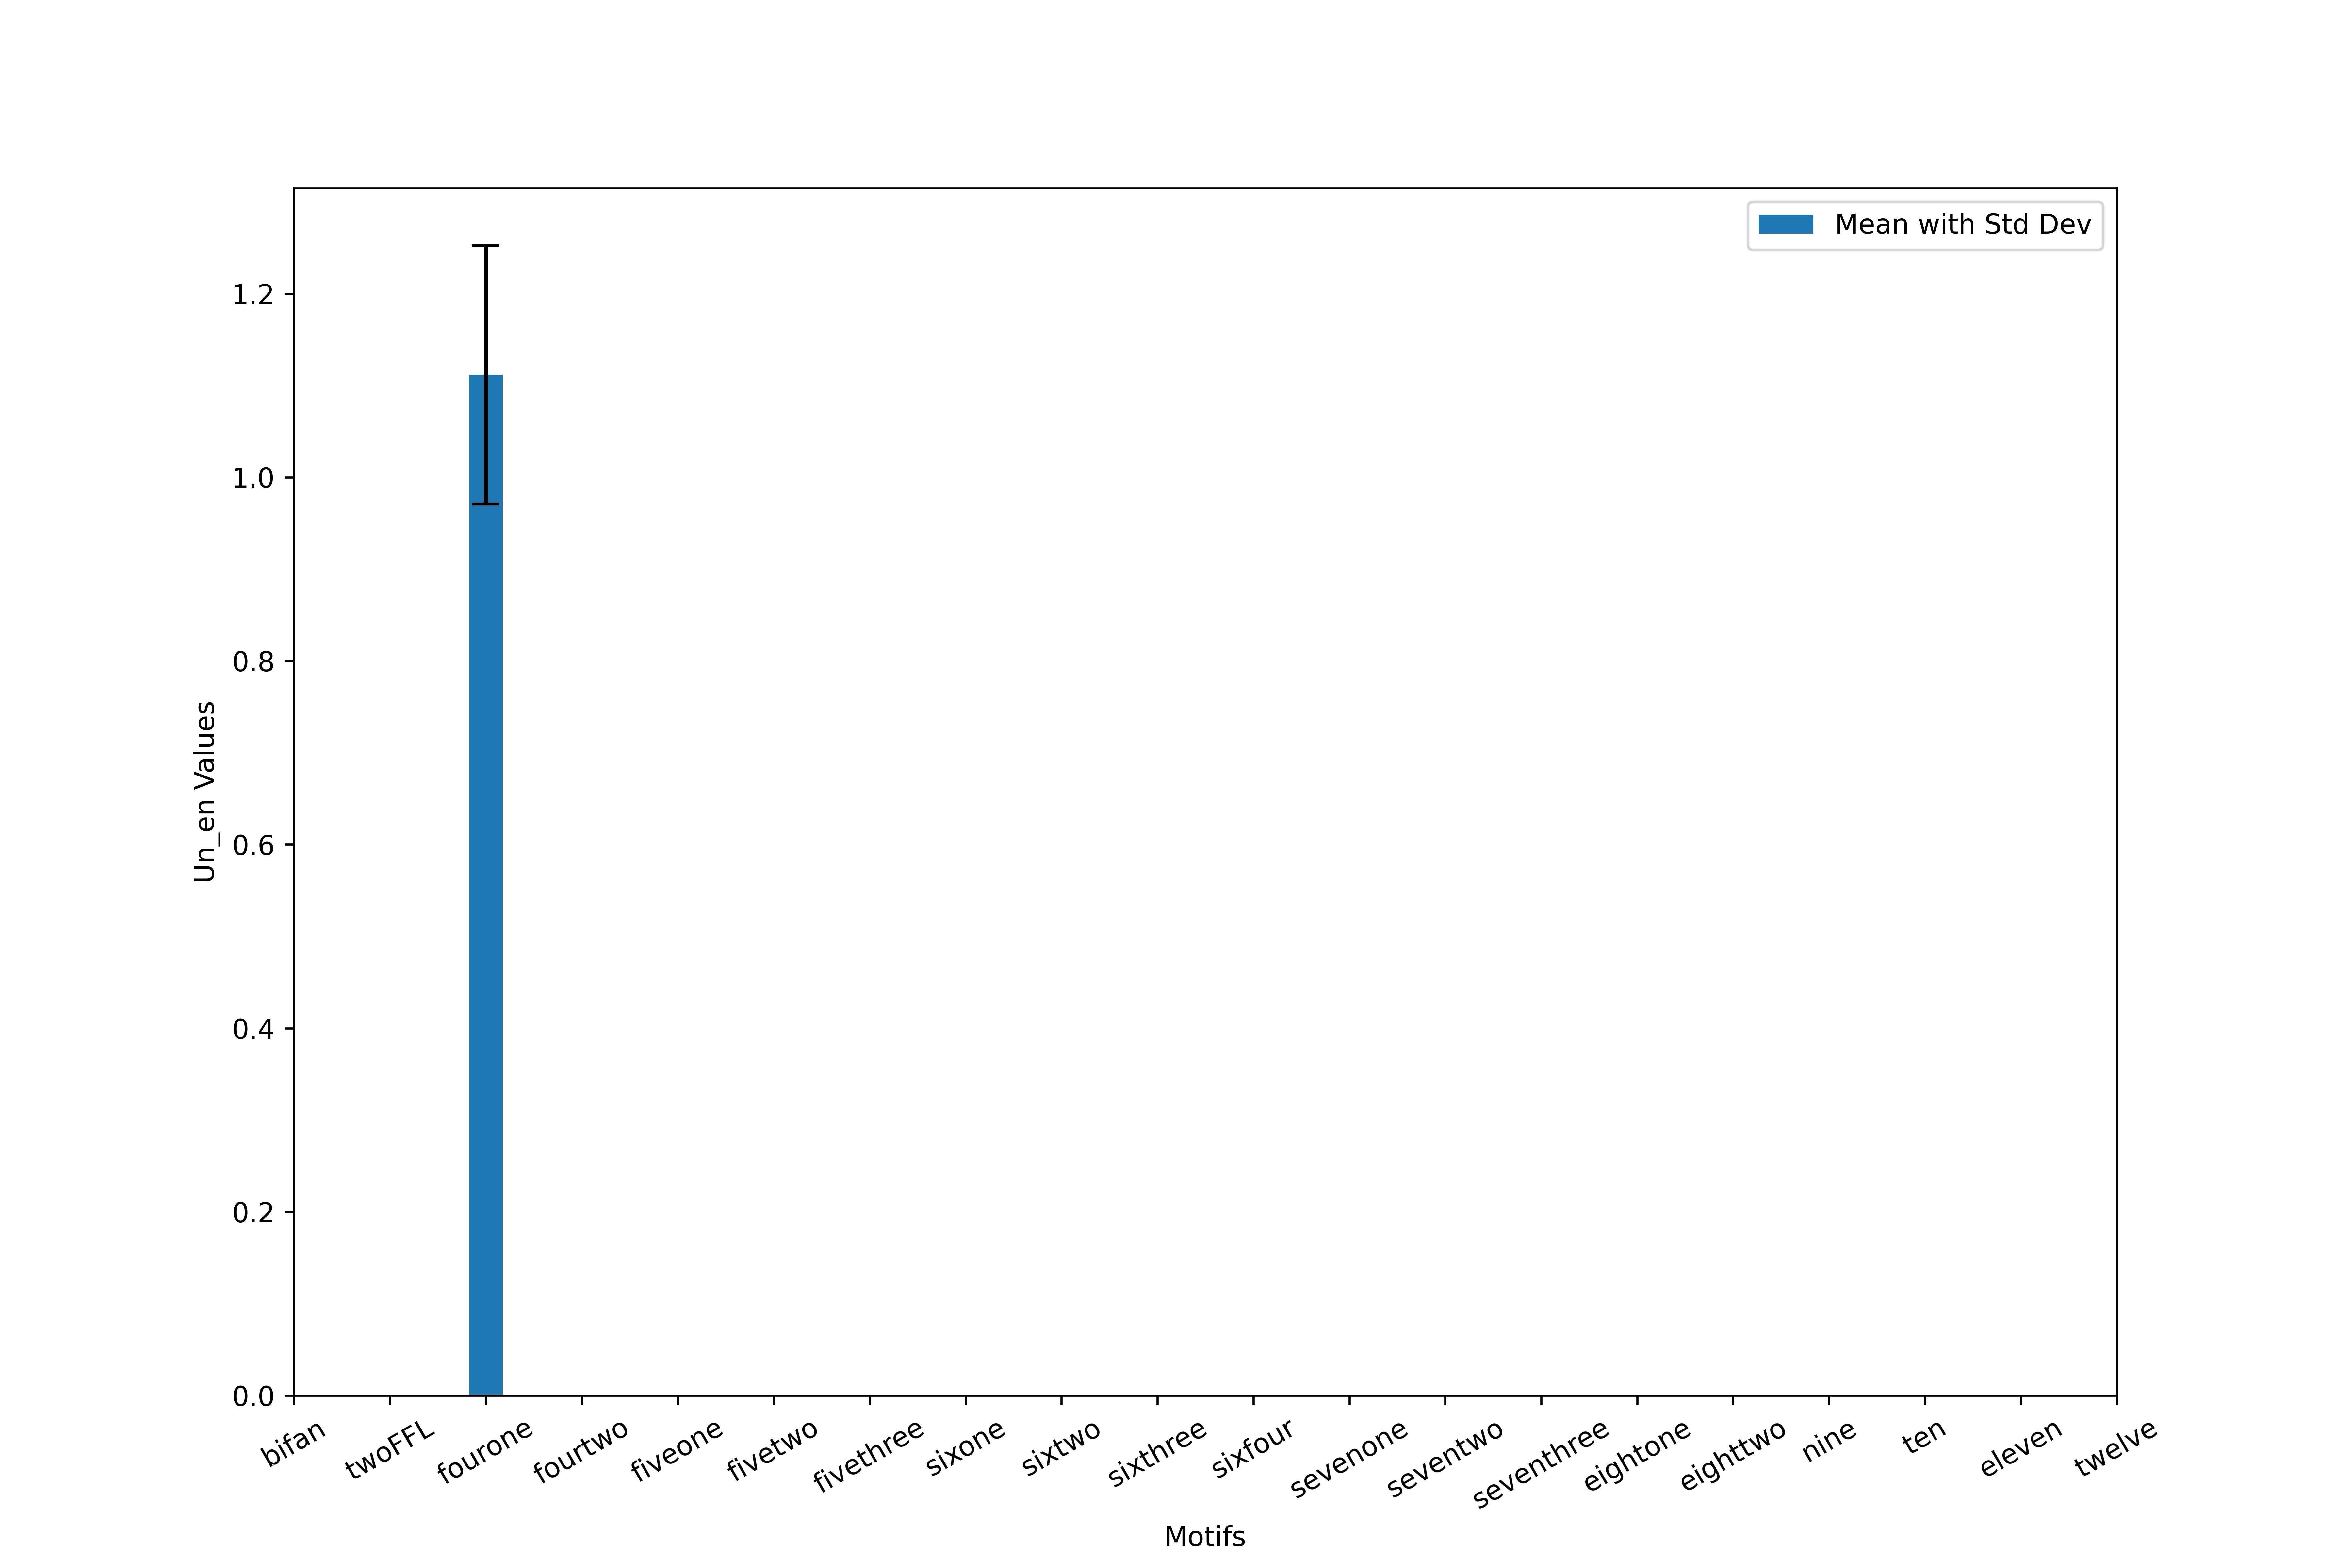 Mean with Std Dev
1.2
1.0
0.8
0.6
0.4
0.2
0.0
Un_en Values
bifan
twoFFL
fourone
fourtwo
fiveone
fivetwo
fivethree
sixone
sixtwo
sixthree
sixfour
sevenone
seventwo
seventhree
eightone
eighttwo
nine
ten
eleven
twelve
Motifs